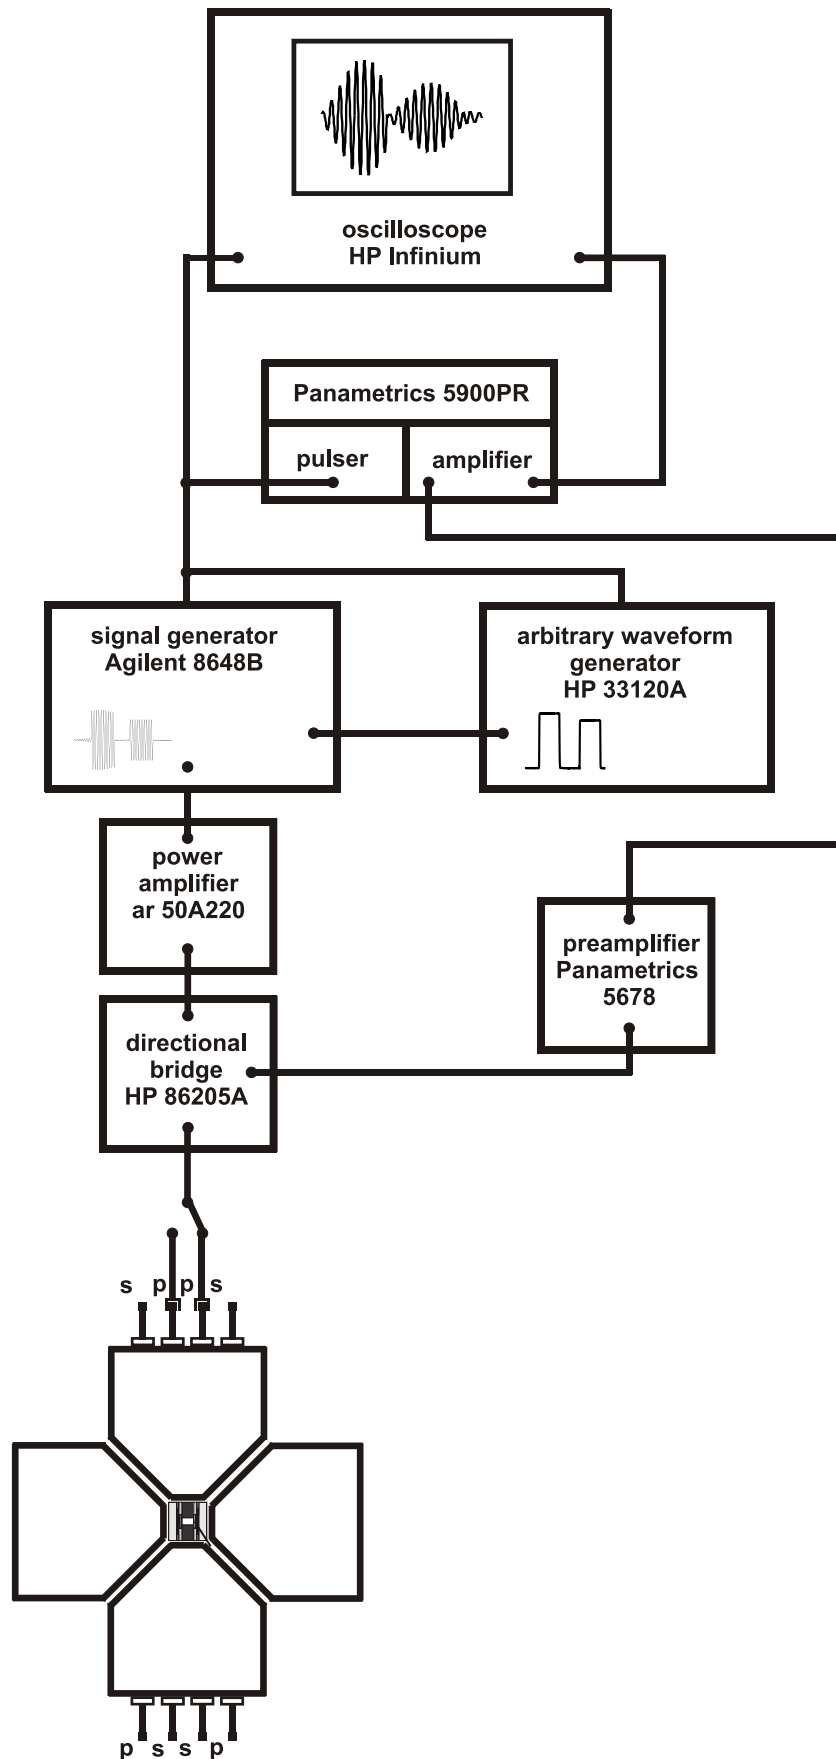 oscilloscope
HP Infinium
Panametrics 5900PR
pulser
amplifier
signal generator
Agilent 8648B
arbitrary waveform
generator
HP 33120A
power
amplifier
ar 50A220
preamplifier
Panametrics
5678
directional
bridge
HP 86205A
s p p s
p s s p